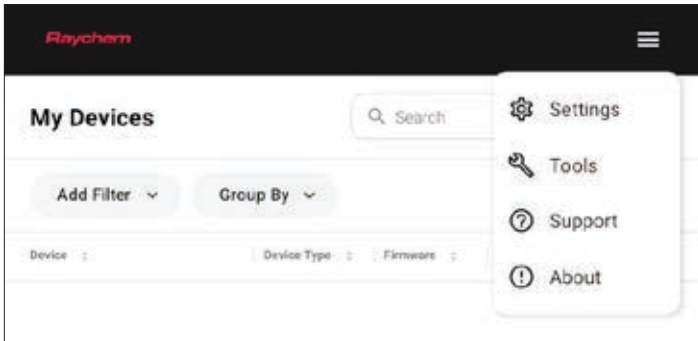 Raychem
My Devices
Search
Settings
Tools
Add Filter
Group By
Support
Device
Device Type
Firmware
About